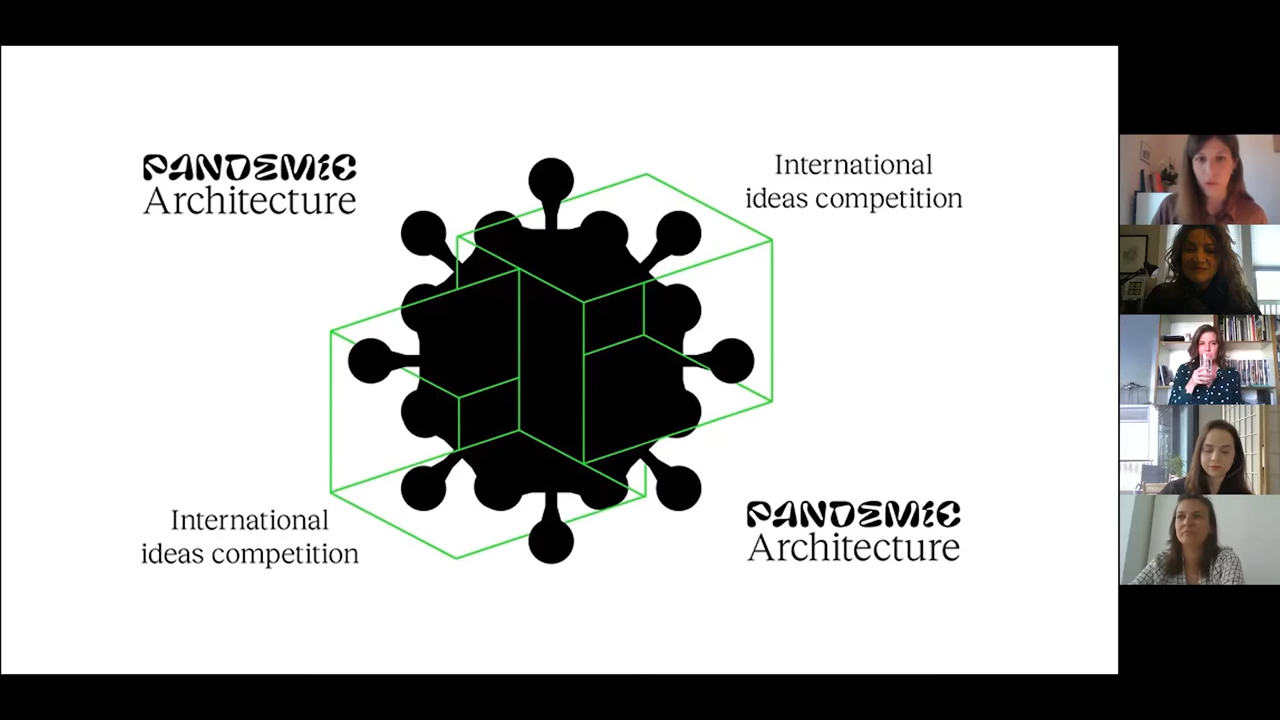 PANDEMIC
Architecture
International
ideas competition
International
ideas competition
PANDEMIC
Architecture